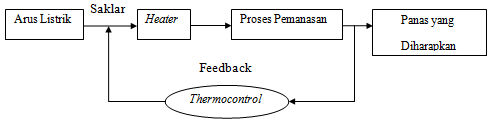 Saklar
Arus Listrik
Heater
Proses Pemanasan
Panas yang
Diharapkan
Feedback
Thermocontrol